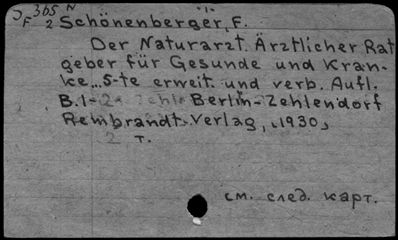 J 365 N
F 2 Schönenberger, F.
Der Naturarzt. Ärztlicher Rat
geber für Gesunde und Kran-
ke... 5-te erweit. und verb. Aufl.
B.1-2. Berlin-Zehlendorf
Rembrandt-Verlag, 1930,
2 т.
см. след. карт.